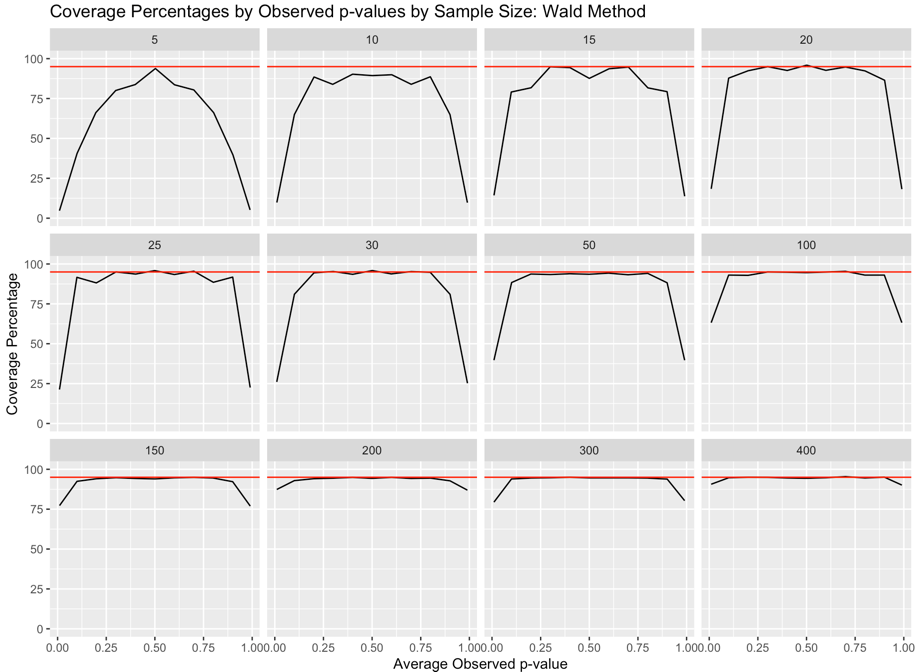 Coverage Percentages by Observed p-values by Sample Size: Wald Method
5 10 15 20
100
75
50
25
0
25 30 50 100
100
75
50
25
0
150 200 300 400
100
75
50
25
0
0.00 0.25 0.50 0.75 1.00 0.00 0.25 0.50 0.75 1.00 0.00 0.25 0.50 0.75 1.00 0.00 0.25 0.50 0.75 1.00
Average Observed p-value
Coverage Percentage